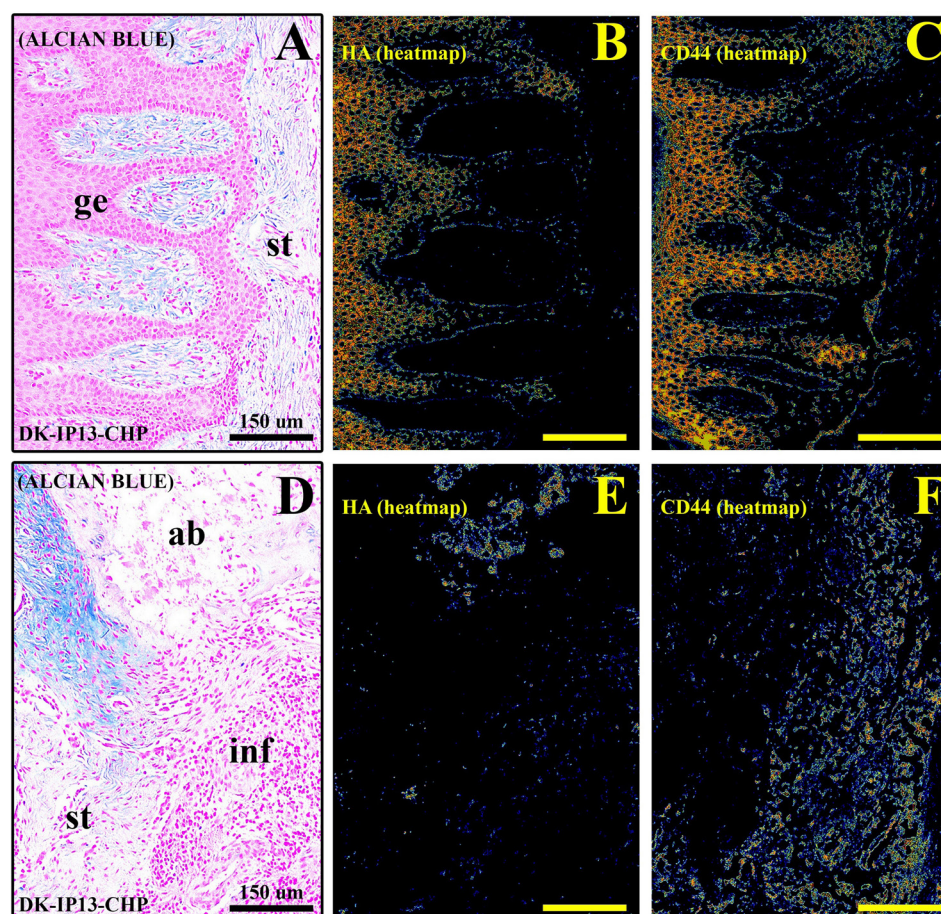 (ALCIAN BLUE)
A
ge
st
150 um
DK-IP13-CHP
HA (heatmap)
B
CD44 (heatmap)
C
(ALCIAN BLUE)
D
ab
inf
st
150 um
DK-IP13-CHP
HA (heatmap)
E
CD44 (heatmap)
F